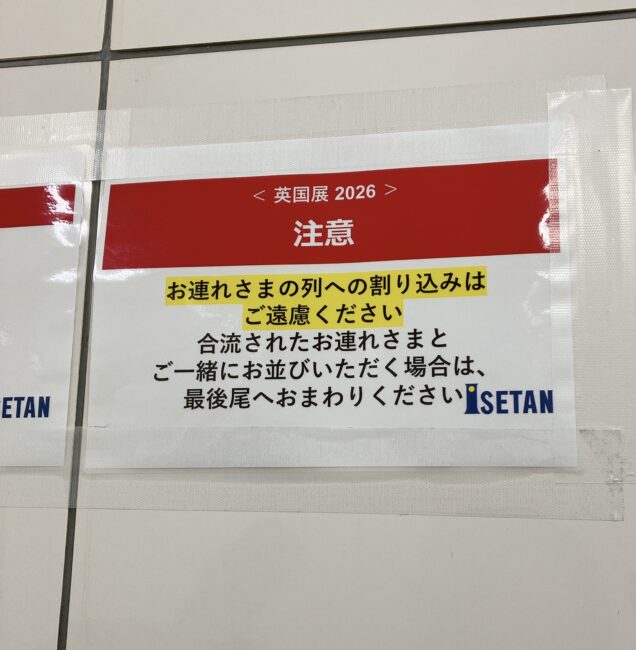 < 英国展 2026 >
注意
お連れさまの列への割り込みは
ご遠慮ください
合流されたお連れさまと
ご一緒にお並びいただく場合は、
最後尾へおまわりください
ISETAN
ETAN